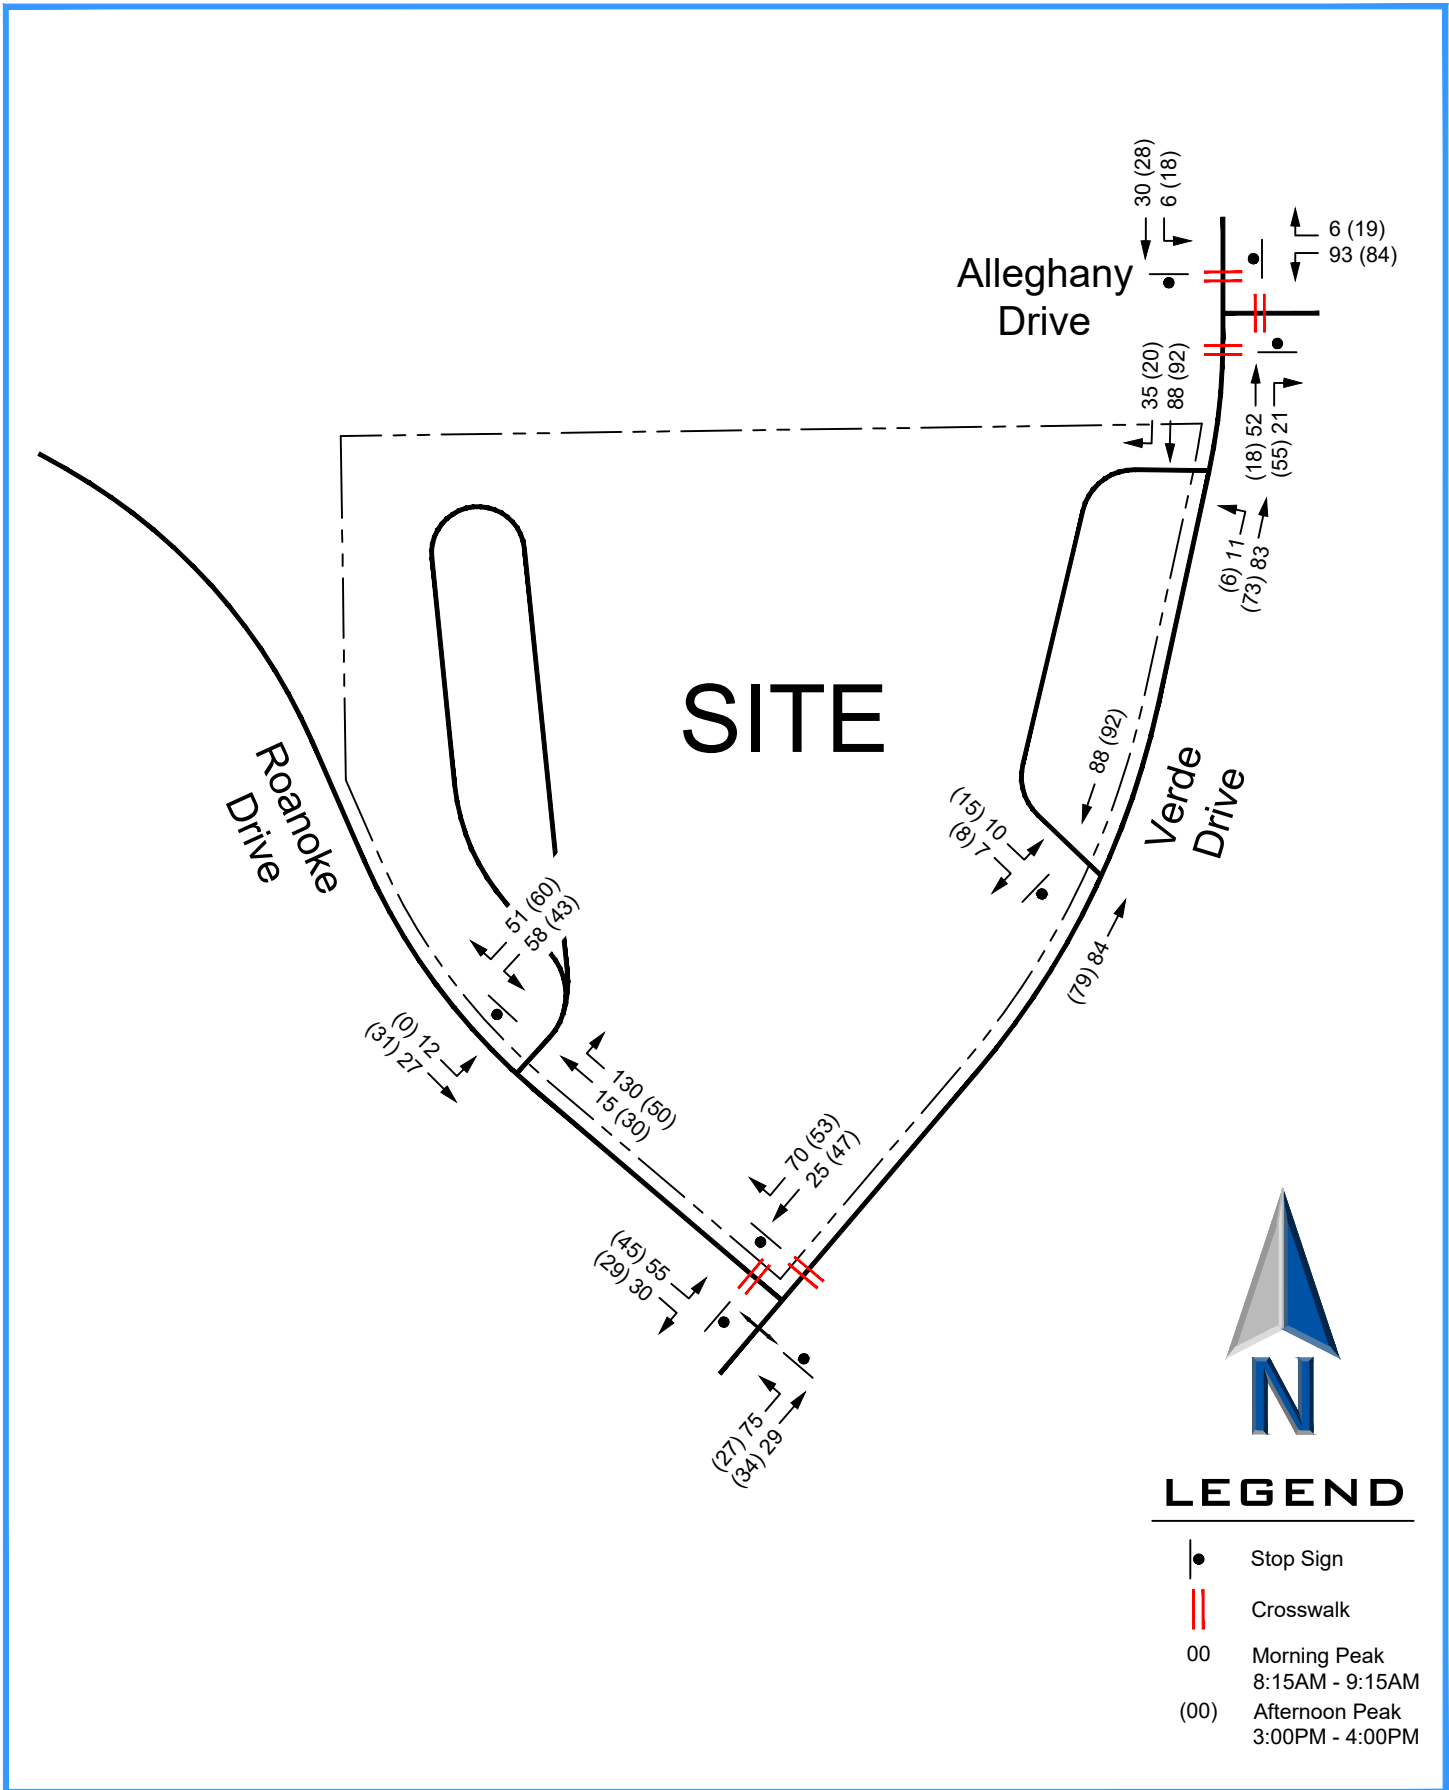 30 (28)
6 (18)
6 (19)
93 (84)
Alleghany
Drive
35 (20)
88 (92)
(18) 52
(55) 21
(6) 11
(73) 83
SITE
Roanoke
Drive
88 (92)
Verde
Drive
(15) 10
(8) 7
51 (60)
58 (43)
(79) 84
(0) 12
(31) 27
130 (50)
15 (30)
70 (53)
25 (47)
(45) 55
(29) 30
(27) 75
(34) 29
N
LEGEND
Stop Sign
Crosswalk
00 Morning Peak
8:15AM - 9:15AM
(00) Afternoon Peak
3:00PM - 4:00PM